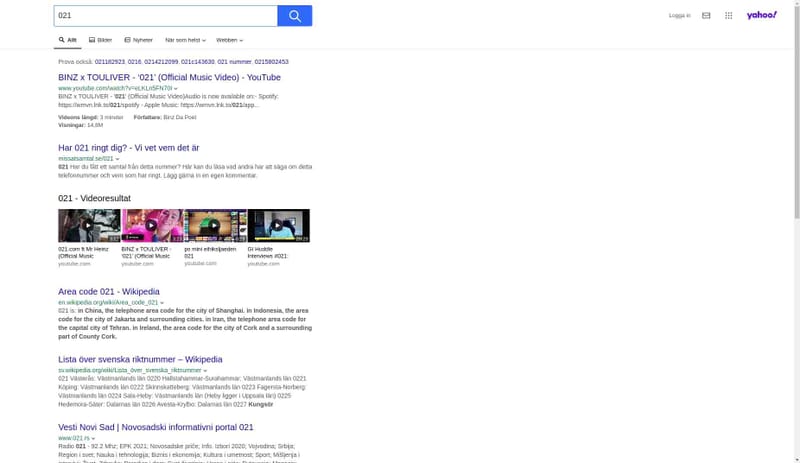 021
Logga in
yahoo!
Allt
Bilder
Nyheter
När som helst
Webben
Prova också: 021182923, 0216, 0214212099, 021c143630, 021 nummer, 0215802453
BINZ x TOULIVER - '021' (Official Music Video) - YouTube
www.youtube.com/watch?v=eLKLn5FN70I
BINZ x TOULIVER - '021' (Official Music Video)Audio is now available on:- Spotify:
https://wmvn.lnk.to/021/spotify - Apple Music: https://wmvn.lnk.to/021/app...
Videons längd: 3 minuter Författare: Binz Da Poet
Visningar: 14,6M
Har 021 ringt dig? - Vi vet vem det är
missatsamtal.se/021
021 Har du fått ett samtal från detta nummer? Här kan du läsa vad andra har att säga om detta
telefonnummer och vem som har ringt. Lägg gärna in en egen kommentar.
021 - Videoresultat
021.com ft Mr Heinz
(Official Music
youtube.com
BINZ x TOULIVER -
'021' (Official Music
youtube.com
021
youtube.com
GI Huddle
Interviews #021:
youtube.com
Area code 021 - Wikipedia
en.wikipedia.org/wiki/Area_code_021
021 is: in China, the telephone area code for the city of Shanghai. in Indonesia, the area
code for the city of Jakarta and surrounding cities. in Iran, the telephone area code for
the capital city of Tehran. in Ireland, the area code for the city of Cork and a surrounding
part of County Cork.
Lista över svenska riktnummer – Wikipedia
sv.wikipedia.org/wiki/Lista_över_svenska_riktnummer
021 Västerås: Västmanlands län 0220 Hallstahammar-Surahammar: Västmanlands län 0221
Köping: Västmanlands län 0222 Skinnskatteberg: Västmanlands län 0223 Fagersta-Norberg:
Västmanlands län 0224 Sala-Heby: Västmanlands län (Heby ligger i Uppsala län) 0225
Hedemora-Säter: Dalarnas län 0226 Avesta-Krylbo: Dalarnas län 0227 Kungsör
Vesti Novi Sad | Novosadski informativni portal 021
www.021.rs
Radio 021 - 92.2 Mhz; EPK 2021; Novosadske priče; Info. Izbori 2020; Vojvodina; Srbija;
Region i svet; Nauka i tehnologija; Biznis i ekonomija; Kultura i umetnost; Sport; Mišljenja i